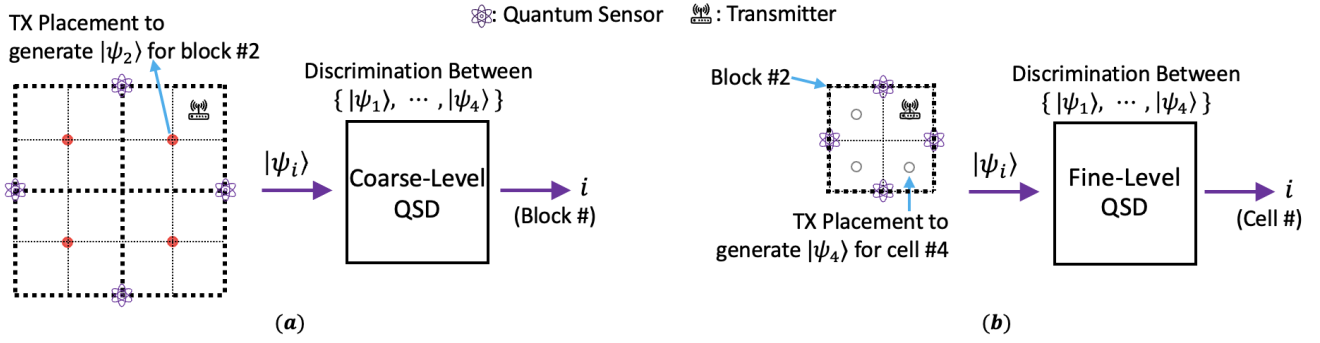 : Quantum Sensor
: Transmitter
TX Placement to
generate |ψ₂⟩ for block #2
Discrimination Between
{ |ψ₁⟩, ⋯ , |ψ₄⟩ }
|ψᵢ⟩
Coarse-Level
QSD
i
(Block #)
(a)
Block #2
TX Placement to
generate |ψ₄⟩ for cell #4
Discrimination Between
{ |ψ₁⟩, ⋯ , |ψ₄⟩ }
|ψᵢ⟩
Fine-Level
QSD
i
(Cell #)
(b)